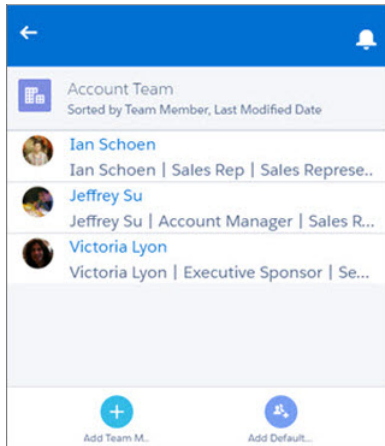 Account Team
Sorted by Team Member, Last Modified Date
Ian Schoen
Ian Schoen | Sales Rep | Sales Represe..
Jeffrey Su
Jeffrey Su | Account Manager | Sales R...
Victoria Lyon
Victoria Lyon | Executive Sponsor | Se...
Add Team M..
Add Default...